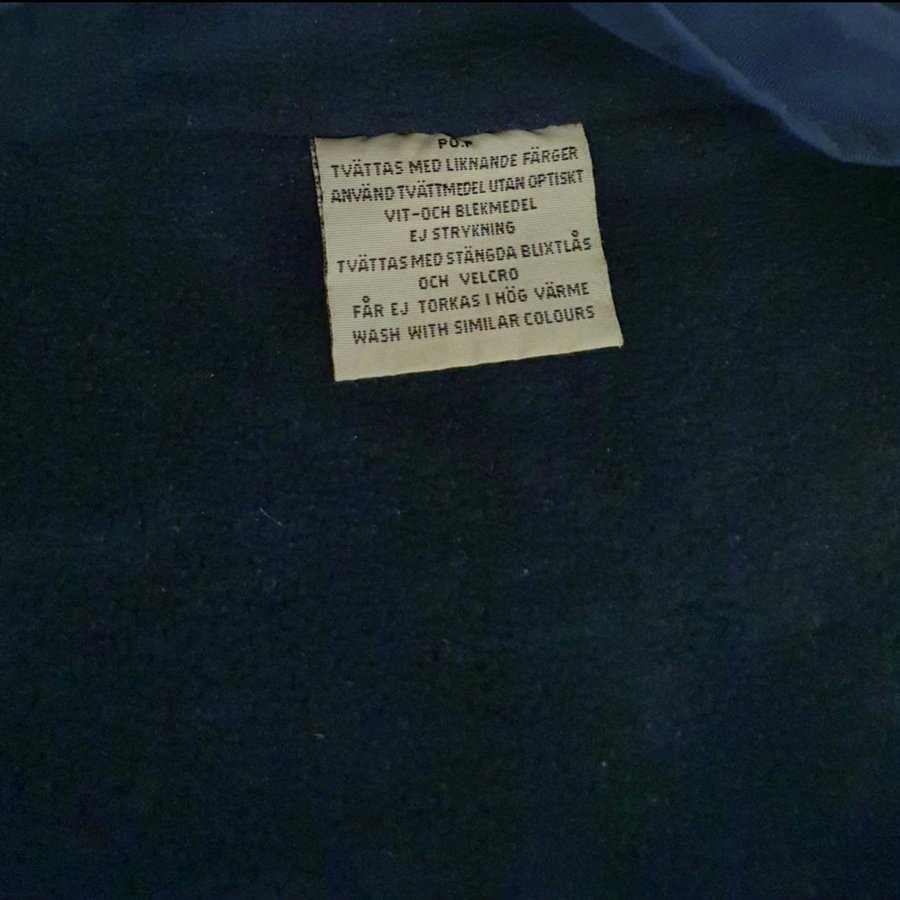 PO.P
TVÄTTAS MED LIKNANDE FÄRGER
ANVÄND TVÄTTMEDEL UTAN OPTISKT
VIT-OCH BLEKMEDEL
EJ STRYKNING
TVÄTTAS MED STÄNGDA BLIXTLÅS
OCH VELCRO
FÅR EJ TORKAS I HÖG VÄRME
WASH WITH SIMILAR COLOURS